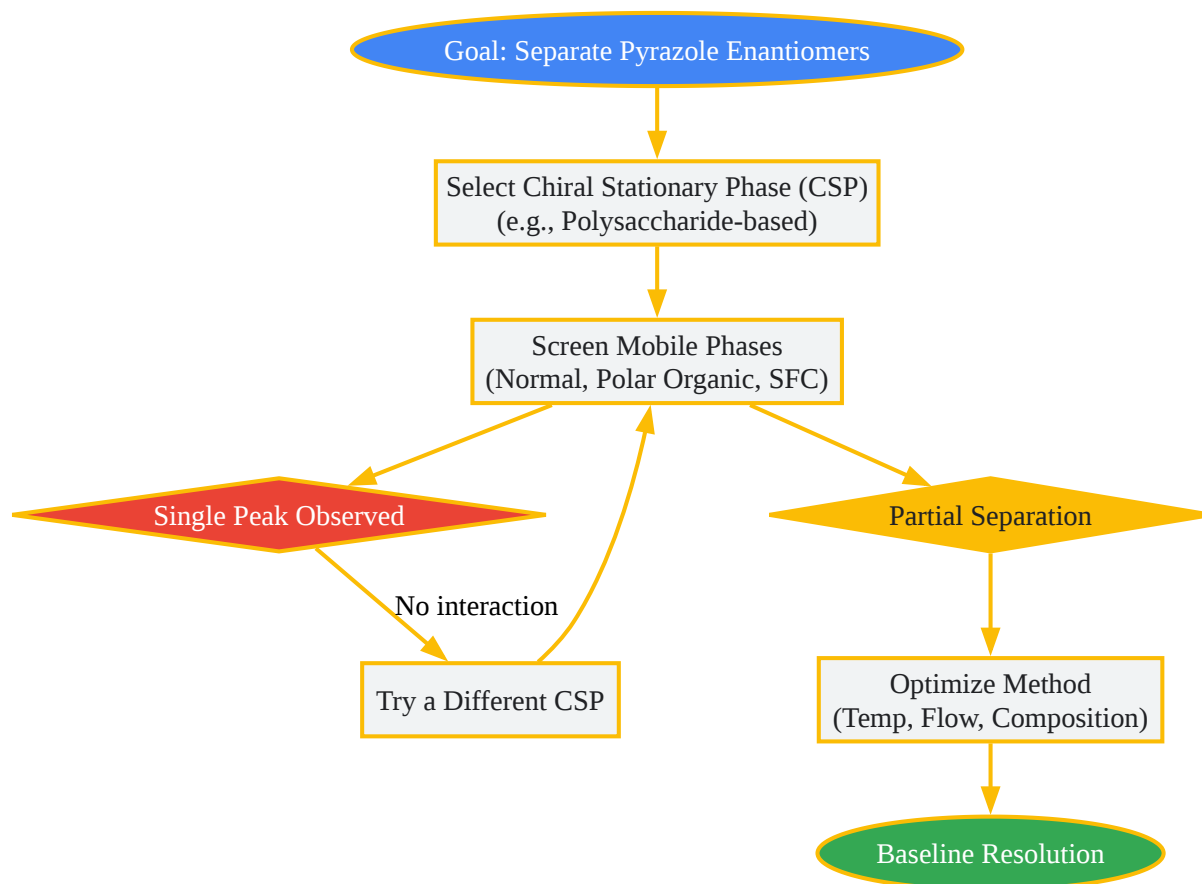 Goal: Separate Pyrazole Enantiomers
Select Chiral Stationary Phase (CSP)
(e.g., Polysaccharide-based)
Screen Mobile Phases
(Normal, Polar Organic, SFC)
Single Peak Observed
Partial Separation
No interaction
Try a Different CSP
Optimize Method
(Temp, Flow, Composition)
Baseline Resolution